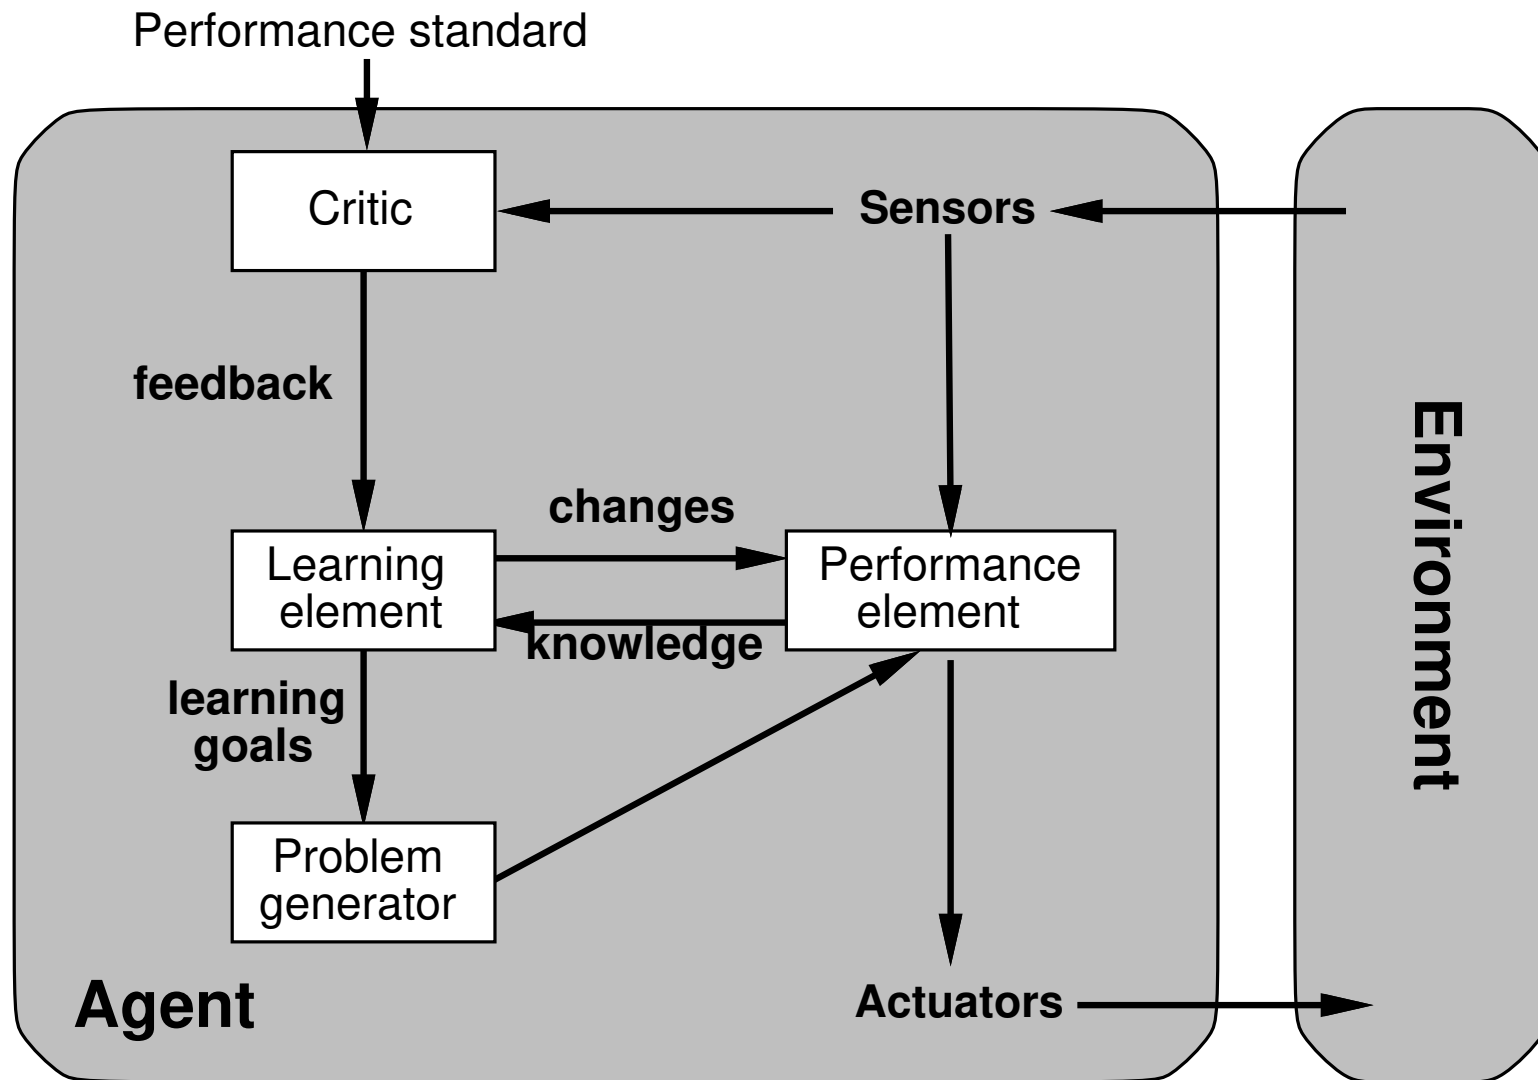 Performance standard
Critic
Sensors
feedback
changes
Learning
element
Performance
element
knowledge
learning
goals
Problem
generator
Agent
Actuators
Environment